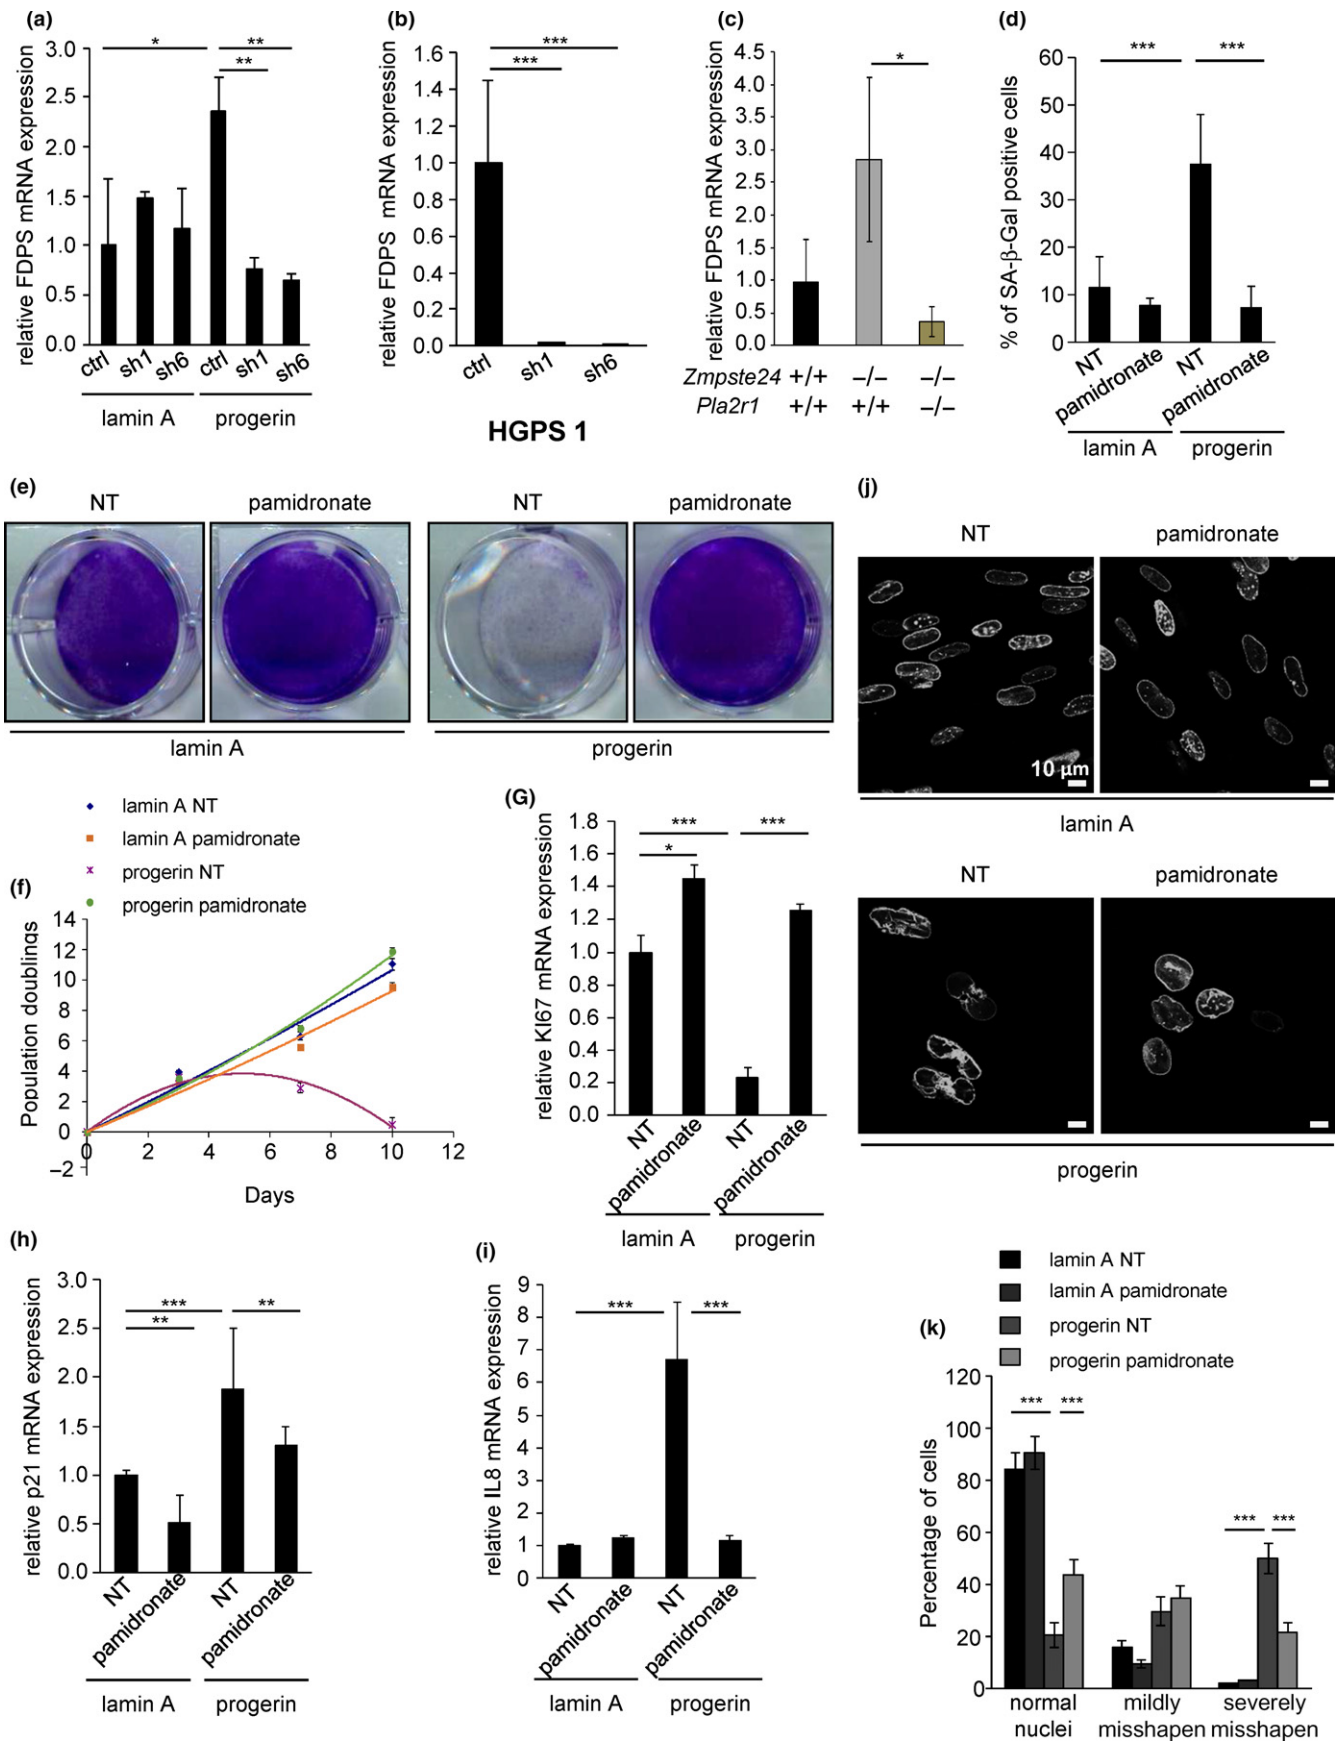 (a)
relative FDPS mRNA expression
3.0
2.5
2.0
1.5
1.0
0.5
0.0
* **
**
ctrl sh1 sh6 ctrl sh1 sh6
lamin A progerin
(b)
relative FDPS mRNA expression
1.6
1.4
1.2
1.0
0.8
0.6
0.4
0.2
0.0
***
***
ctrl sh1 sh6
HGPS 1
(c)
relative FDPS mRNA expression
4.5
4.0
3.5
3.0
2.5
2.0
1.5
1.0
0.5
0.0
*
Zmpste24 +/+ −/− −/−
Pla2r1 +/+ +/+ −/−
(d)
% of SA-β-Gal positive cells
60
50
40
30
20
10
0
*** ***
NT pamidronate NT pamidronate
lamin A progerin
(e)
NT pamidronate NT pamidronate
lamin A progerin
(f)
lamin A NT
lamin A pamidronate
progerin NT
progerin pamidronate
Population doublings
14
12
10
8
6
4
2
0
−2
0 2 4 6 8 10 12
Days
(G)
relative KI67 mRNA expression
1.8
1.6
1.4
1.2
1.0
0.8
0.6
0.4
0.2
0.0
*** ***
*
NT pamidronate NT pamidronate
lamin A progerin
(h)
relative p21 mRNA expression
3.0
2.5
2.0
1.5
1.0
0.5
0.0
*** **
**
NT pamidronate NT pamidronate
lamin A progerin
(i)
relative IL8 mRNA expression
9
8
7
6
5
4
3
2
1
0
*** ***
NT pamidronate NT pamidronate
lamin A progerin
(j)
NT pamidronate
10 µm
lamin A
NT pamidronate
progerin
(k)
lamin A NT
lamin A pamidronate
progerin NT
progerin pamidronate
Percentage of cells
120
100
80
60
40
20
0
*** ***
*** ***
normal mildly severely
nuclei misshapen misshapen